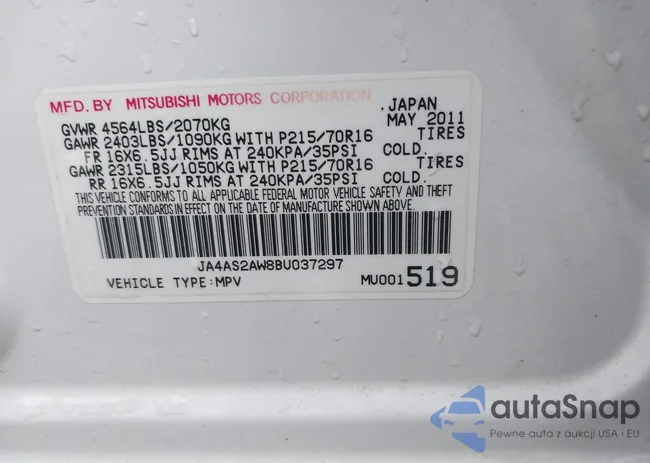 MFD.BY MITSUBISHI MOTORS CORPORATION, JAPAN
GVWR 4564LBS/2070KG MAY 2011
GAWR 2403LBS/1090KG WITH P215/70R16 TIRES
FR 16X6.5JJ RIMS AT 240KPA/35PSI COLD.
GAWR 2315LBS/1050KG WITH P215/70R16 TIRES
RR 16X6.5JJ RIMS AT 240KPA/35PSI COLD.
THIS VEHICLE CONFORMS TO ALL APPLICABLE FEDERAL MOTOR VEHICLE SAFETY AND THEFT
PREVENTION STANDARDS IN EFFECT ON THE DATE OF MANUFACTURE SHOWN ABOVE.
JA4AS2AW8BU037297
VEHICLE TYPE:MPV MU001519
autaSnap
Pewne auta z aukcji USA i EU